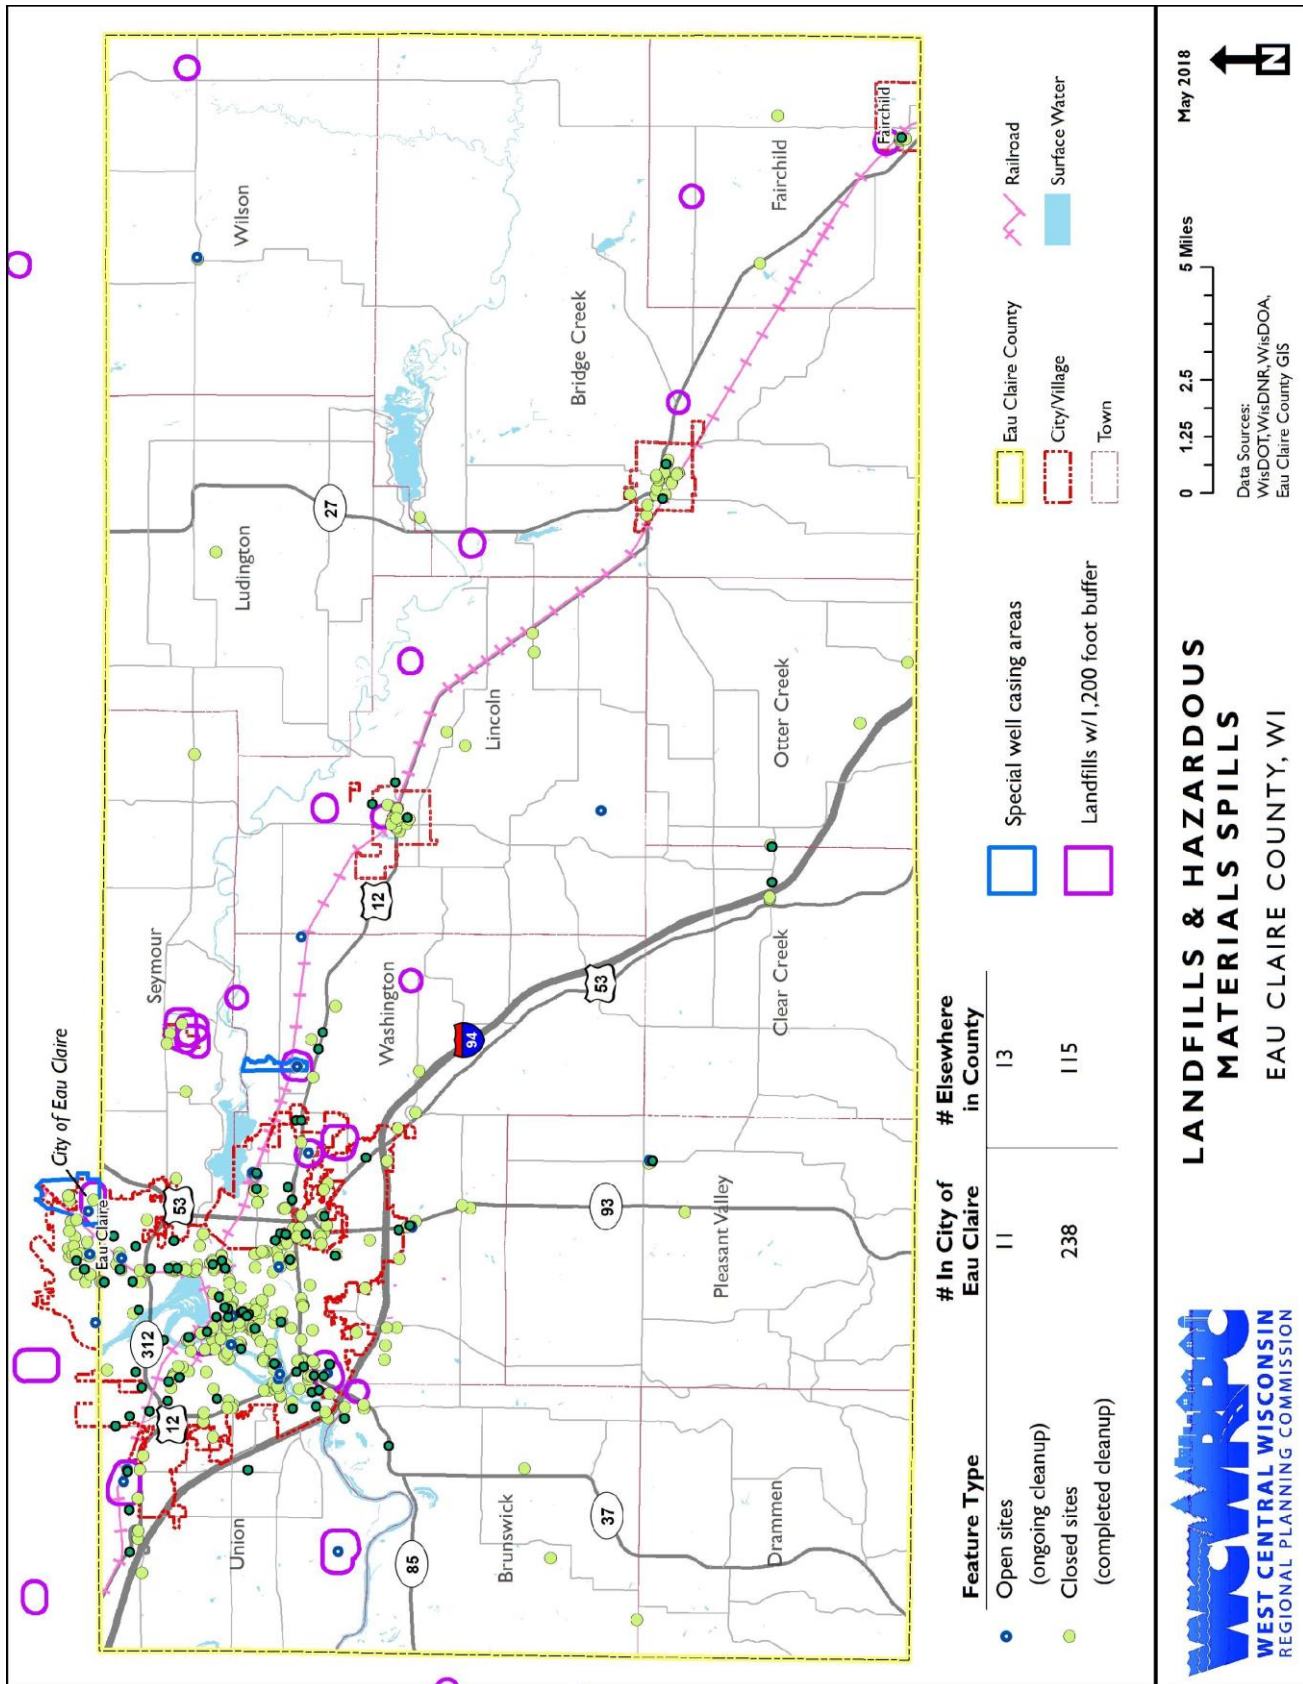 City of Eau Claire
Eau Claire
Seymour
Ludington
Wilson
Union
Washington
Lincoln
Bridge Creek
Fairchild
Fairchild
Brunswick
Drammen
Pleasant Valley
Clear Creek
Otter Creek
312
12
53
12
27
94
53
93
85
37
Feature Type
# In City of
Eau Claire
# Elsewhere
in County
Open sites
(ongoing cleanup)
11
13
Closed sites
(completed cleanup)
238
115
Special well casing areas
Landfills w/1,200 foot buffer
Eau Claire County
City/Village
Town
Railroad
Surface Water
WCWRPC
WEST CENTRAL WISCONSIN
REGIONAL PLANNING COMMISSION
LANDFILLS & HAZARDOUS
MATERIALS SPILLS
EAU CLAIRE COUNTY, WI
0 1.25 2.5 5 Miles
Data Sources:
WisDOT, WisDNR, WisDOA,
Eau Claire County GIS
May 2018
N